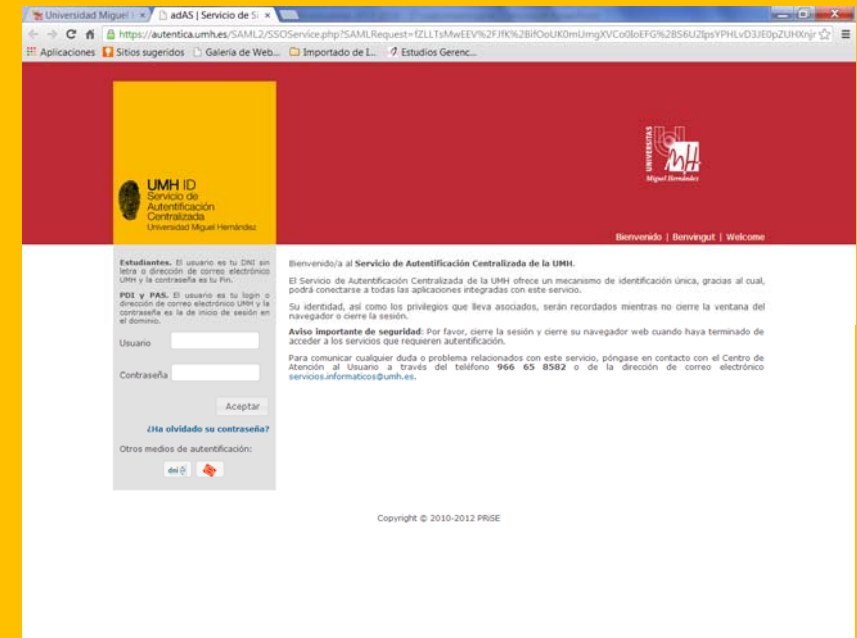 Universidad Miguel
adAS | Servicio de Si
https://autentica.umh.es/SAML2/SSOService.php?SAMLRequest=
Aplicaciones Sitios sugeridos Galería de Web... Importado de I... Estudios Gerenc...
UNIVERSITAS
Miguel Hernández
UMH ID
Servicio de
Autentificación
Centralizada
Universidad Miguel Hernández
Bienvenido | Benvingut | Welcome
Estudiantes. El usuario es tu DNI sin
letra o dirección de correo electrónico
UMH y la contraseña es tu Pin.
PDI y PAS. El usuario es tu login o
dirección de correo electrónico UMH y la
contraseña es la de inicio de sesión en
el dominio.
Usuario
Contraseña
Aceptar
¿Ha olvidado su contraseña?
Otros medios de autentificación:
dni e
Bienvenido/a al Servicio de Autentificación Centralizada de la UMH.
El Servicio de Autentificación Centralizada de la UMH ofrece un mecanismo de identificación única, gracias al cual,
podrá conectarse a todas las aplicaciones integradas con este servicio.
Su identidad, así como los privilegios que lleva asociados, serán recordados mientras no cierre la ventana del
navegador o cierre la sesión.
Aviso importante de seguridad: Por favor, cierre la sesión y cierre su navegador web cuando haya terminado de
acceder a los servicios que requieren autentificación.
Para comunicar cualquier duda o problema relacionados con este servicio, póngase en contacto con el Centro de
Atención al Usuario a través del teléfono 966 65 8582 o de la dirección de correo electrónico
servicios.informaticos@umh.es.
Copyright © 2010-2012 PRiSE